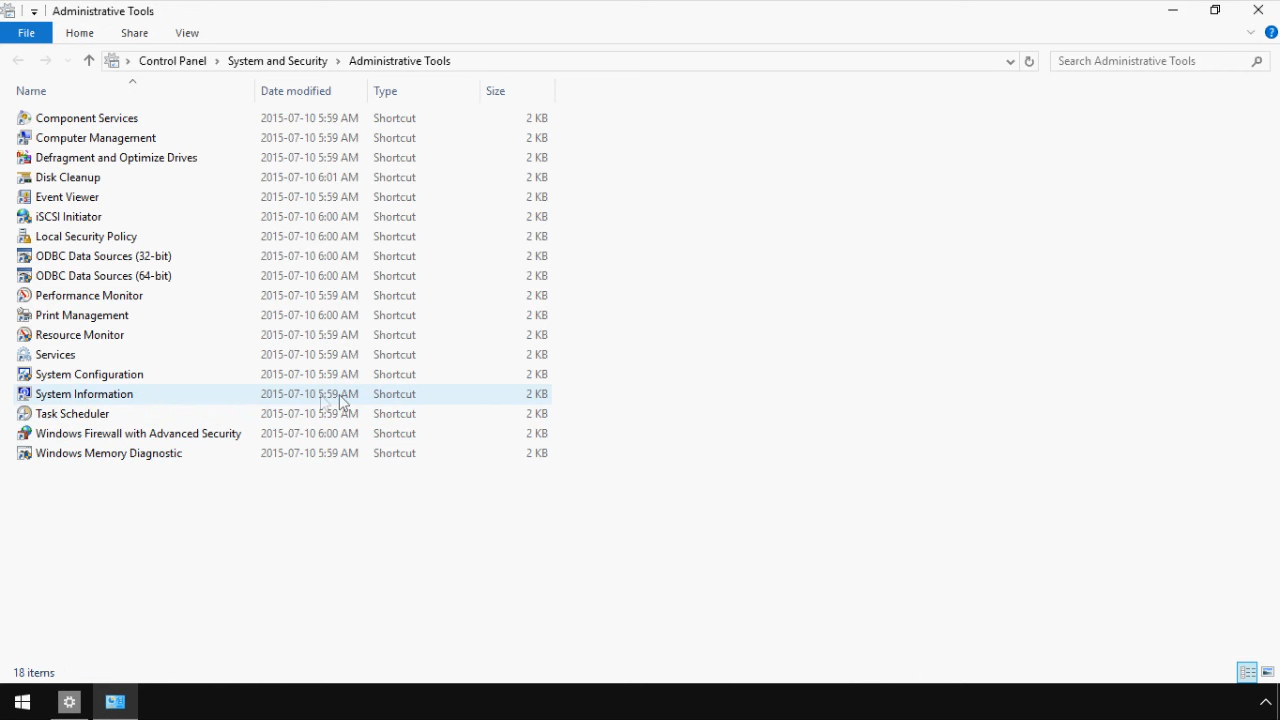 Administrative Tools
File Home Share View
Control Panel System and Security Administrative Tools Search Administrative Tools
Name Date modified Type Size
Component Services 2015-07-10 5:59 AM Shortcut 2 KB
Computer Management 2015-07-10 5:59 AM Shortcut 2 KB
Defragment and Optimize Drives 2015-07-10 5:59 AM Shortcut 2 KB
Disk Cleanup 2015-07-10 6:01 AM Shortcut 2 KB
Event Viewer 2015-07-10 5:59 AM Shortcut 2 KB
iSCSI Initiator 2015-07-10 6:00 AM Shortcut 2 KB
Local Security Policy 2015-07-10 6:00 AM Shortcut 2 KB
ODBC Data Sources (32-bit) 2015-07-10 6:00 AM Shortcut 2 KB
ODBC Data Sources (64-bit) 2015-07-10 6:00 AM Shortcut 2 KB
Performance Monitor 2015-07-10 5:59 AM Shortcut 2 KB
Print Management 2015-07-10 6:00 AM Shortcut 2 KB
Resource Monitor 2015-07-10 5:59 AM Shortcut 2 KB
Services 2015-07-10 5:59 AM Shortcut 2 KB
System Configuration 2015-07-10 5:59 AM Shortcut 2 KB
System Information 2015-07-10 5:59 AM Shortcut 2 KB
Task Scheduler 2015-07-10 5:59 AM Shortcut 2 KB
Windows Firewall with Advanced Security 2015-07-10 6:00 AM Shortcut 2 KB
Windows Memory Diagnostic 2015-07-10 5:59 AM Shortcut 2 KB
18 items